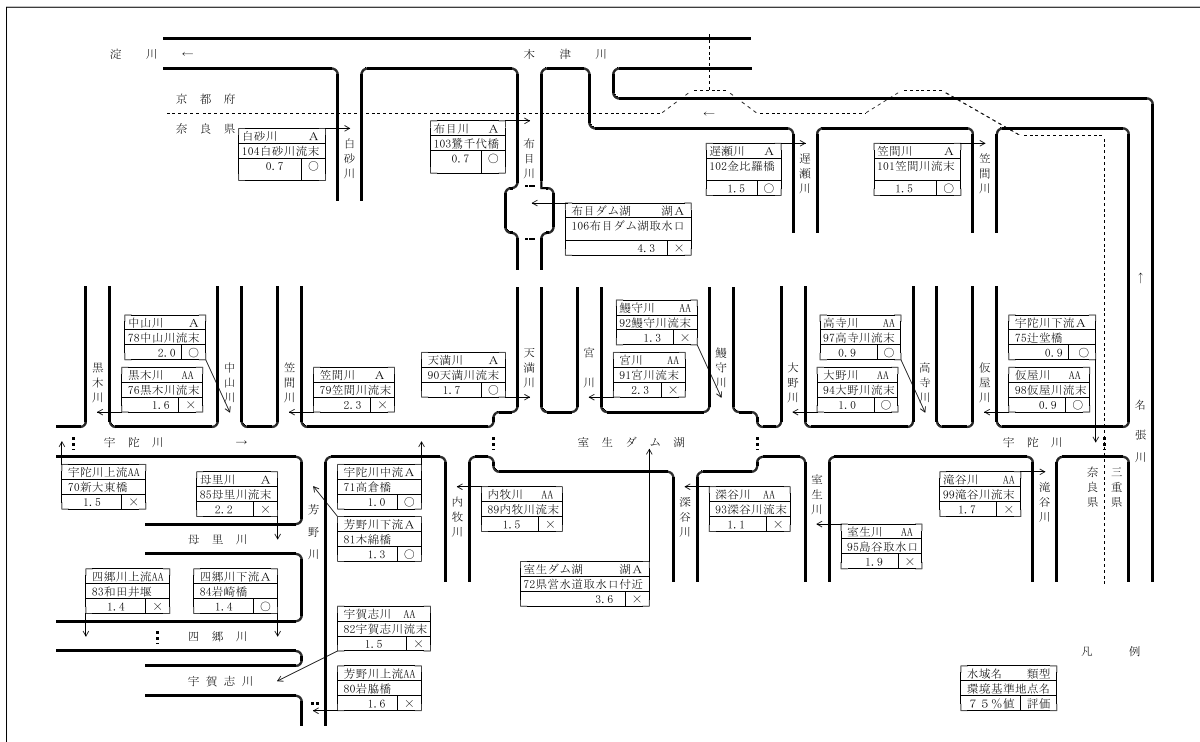 淀　川　←
木　津　川
京都府
奈良県
←
白砂川　A
104白砂川流末
0.7　○
白砂川
布目川　A
103鷺千代橋
0.7　○
布目川
遅瀬川　A
102金比羅橋
1.5　○
遅瀬川
笠間川　A
101笠間川流末
1.5　○
笠間川
布目ダム湖　湖A
106布目ダム湖取水口
4.3　×
↑
黒木川
中山川　A
78中山川流末
2.0　○
黒木川　AA
76黒木川流末
1.6　×
中山川
笠間川
笠間川　A
79笠間川流末
2.3　×
天満川　A
90天満川流末
1.7　○
天満川
宮川
鰻守川　AA
92鰻守川流末
1.3　×
宮川　AA
91宮川流末
2.3　×
鰻守川
大野川
高寺川　AA
97高寺川流末
0.9　○
大野川　AA
94大野川流末
1.0　○
高寺川
仮屋川
宇陀川下流A
75辻堂橋
0.9　○
仮屋川　AA
98仮屋川流末
0.9　○
名張川
宇　陀　川　→
室生ダム湖
宇　陀　川
宇陀川上流AA
70新大東橋
1.5　×
母里川　A
85母里川流末
2.2　×
芳野川
宇陀川中流A
71高倉橋
1.0　○
芳野川下流A
81木綿橋
1.3　○
内牧川
内牧川　AA
89内牧川流末
1.5　×
深谷川
深谷川　AA
93深谷川流末
1.1　×
室生川
室生川　AA
95島谷取水口
1.9　×
滝谷川　AA
99滝谷川流末
1.7　×
滝谷川
奈良県
三重県
母　里　川
室生ダム湖　湖A
72県営水道取水口付近
3.6　×
四郷川上流AA
83和田井堰
1.4　×
四郷川下流A
84岩崎橋
1.4　○
四　郷　川
宇賀志川　AA
82宇賀志川流末
1.5　×
宇賀志川
芳野川上流AA
80岩脇橋
1.6　×
凡　例
水域名　類型
環境基準地点名
７５％値　評価